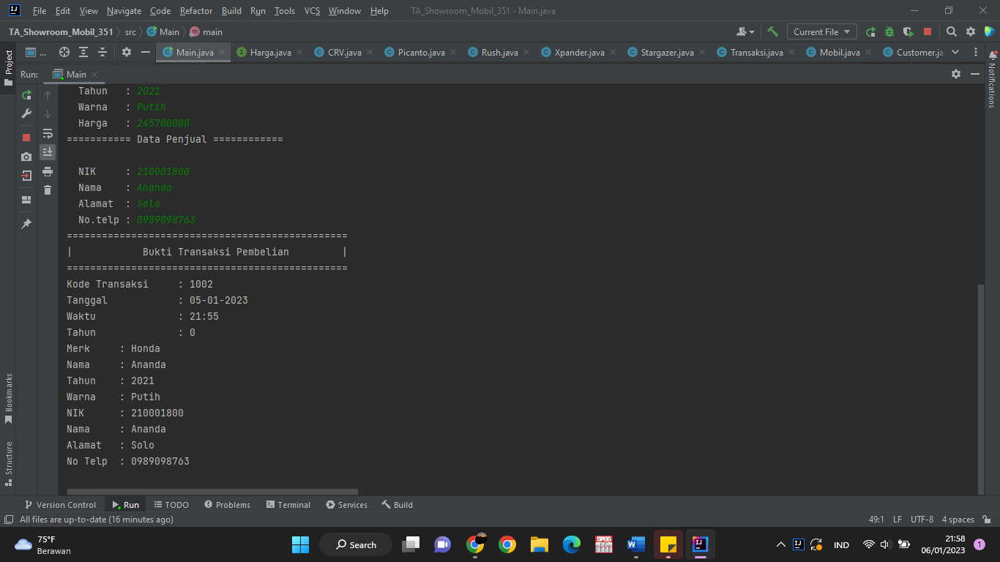 File Edit View Navigate Code Refactor Build Run Tools VCS Window Help TA_Showroom_Mobil_351 - Main.java
TA_Showroom_Mobil_351 src Main main Current File
Project ... Main.java Harga.java CRV.java Picanto.java Rush.java Xpander.java Stargazer.java Transaksi.java Mobil.java Customer.ja
Notifications
Run: Main
Tahun : 2021
Warna : Putih
Harga : 245700000
=========== Data Penjual ============
NIK : 210001800
Nama : Ananda
Alamat : Solo
No.telp : 0989098763
================================================
| Bukti Transaksi Pembelian |
================================================
Kode Transaksi : 1002
Tanggal : 05-01-2023
Waktu : 21:55
Tahun : 0
Merk : Honda
Nama : Ananda
Tahun : 2021
Warna : Putih
NIK : 210001800
Nama : Ananda
Alamat : Solo
No Telp : 0989098763
Bookmarks
Structure
Version Control Run TODO Problems Terminal Services Build
All files are up-to-date (16 minutes ago) 49:1 LF UTF-8 4 spaces
75°F
Berawan
Search
SPSS
IND
21:58
06/01/2023
1